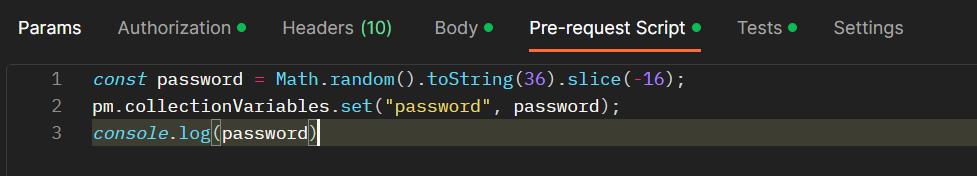 Params Authorization Headers (10) Body Pre-request Script Tests Settings
1 const password = Math.random().toString(36).slice(-16);
2 pm.collectionVariables.set("password", password);
3 console.log(password)